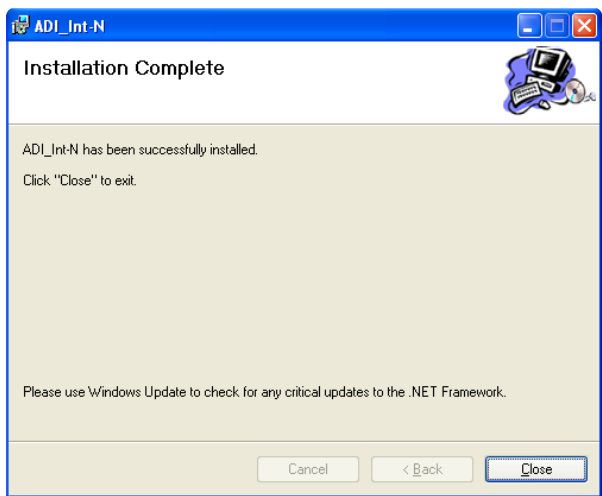 ADI_Int-N
Installation Complete
ADI_Int-N has been successfully installed.
Click "Close" to exit.
Please use Windows Update to check for any critical updates to the .NET Framework.
Cancel
< Back
Close